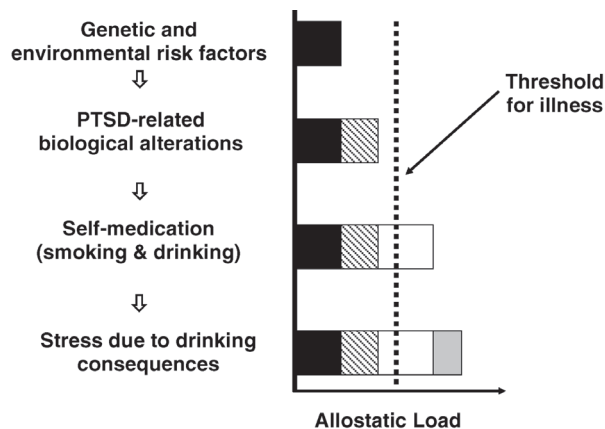 Genetic and
environmental risk factors
PTSD-related
biological alterations
Self-medication
(smoking & drinking)
Stress due to drinking
consequences
Threshold
for illness
Allostatic Load